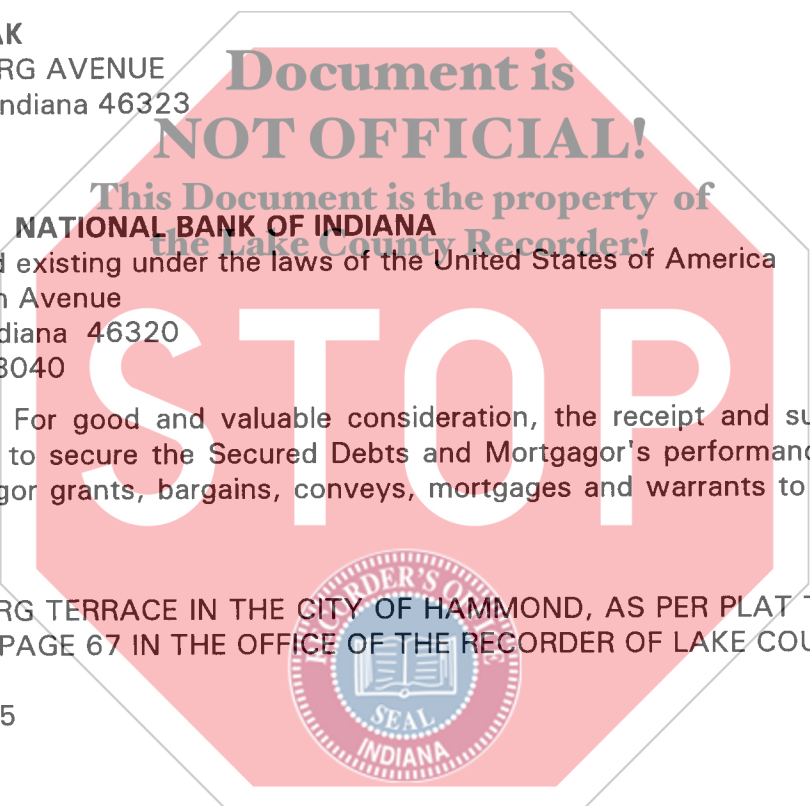 AK
RG AVENUE
ndiana 46323
Document is
NOT OFFICIAL!
This Document is the property of
the Lake County Recorder!
NATIONAL BANK OF INDIANA
d existing under the laws of the United States of America
n Avenue
diana 46320
8040
STOP
For good and valuable consideration, the receipt and su
to secure the Secured Debts and Mortgagor's performanc
gor grants, bargains, conveys, mortgages and warrants to
RG TERRACE IN THE CITY OF HAMMOND, AS PER PLAT T
PAGE 67 IN THE OFFICE OF THE RECORDER OF LAKE COU
RECORDER'S OFFICE
SEAL
INDIANA
5